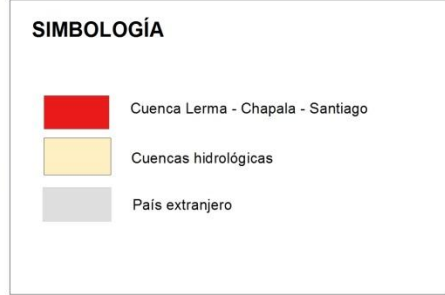 SIMBOLOGÍA
Cuenca Lerma - Chapala - Santiago
Cuencas hidrológicas
País extranjero